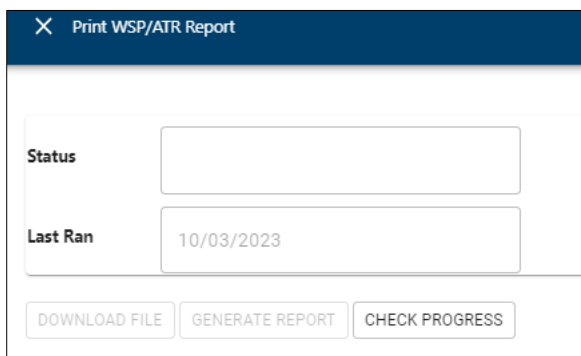 Print WSP/ATR Report
Status
Last Ran 10/03/2023
DOWNLOAD FILE GENERATE REPORT CHECK PROGRESS